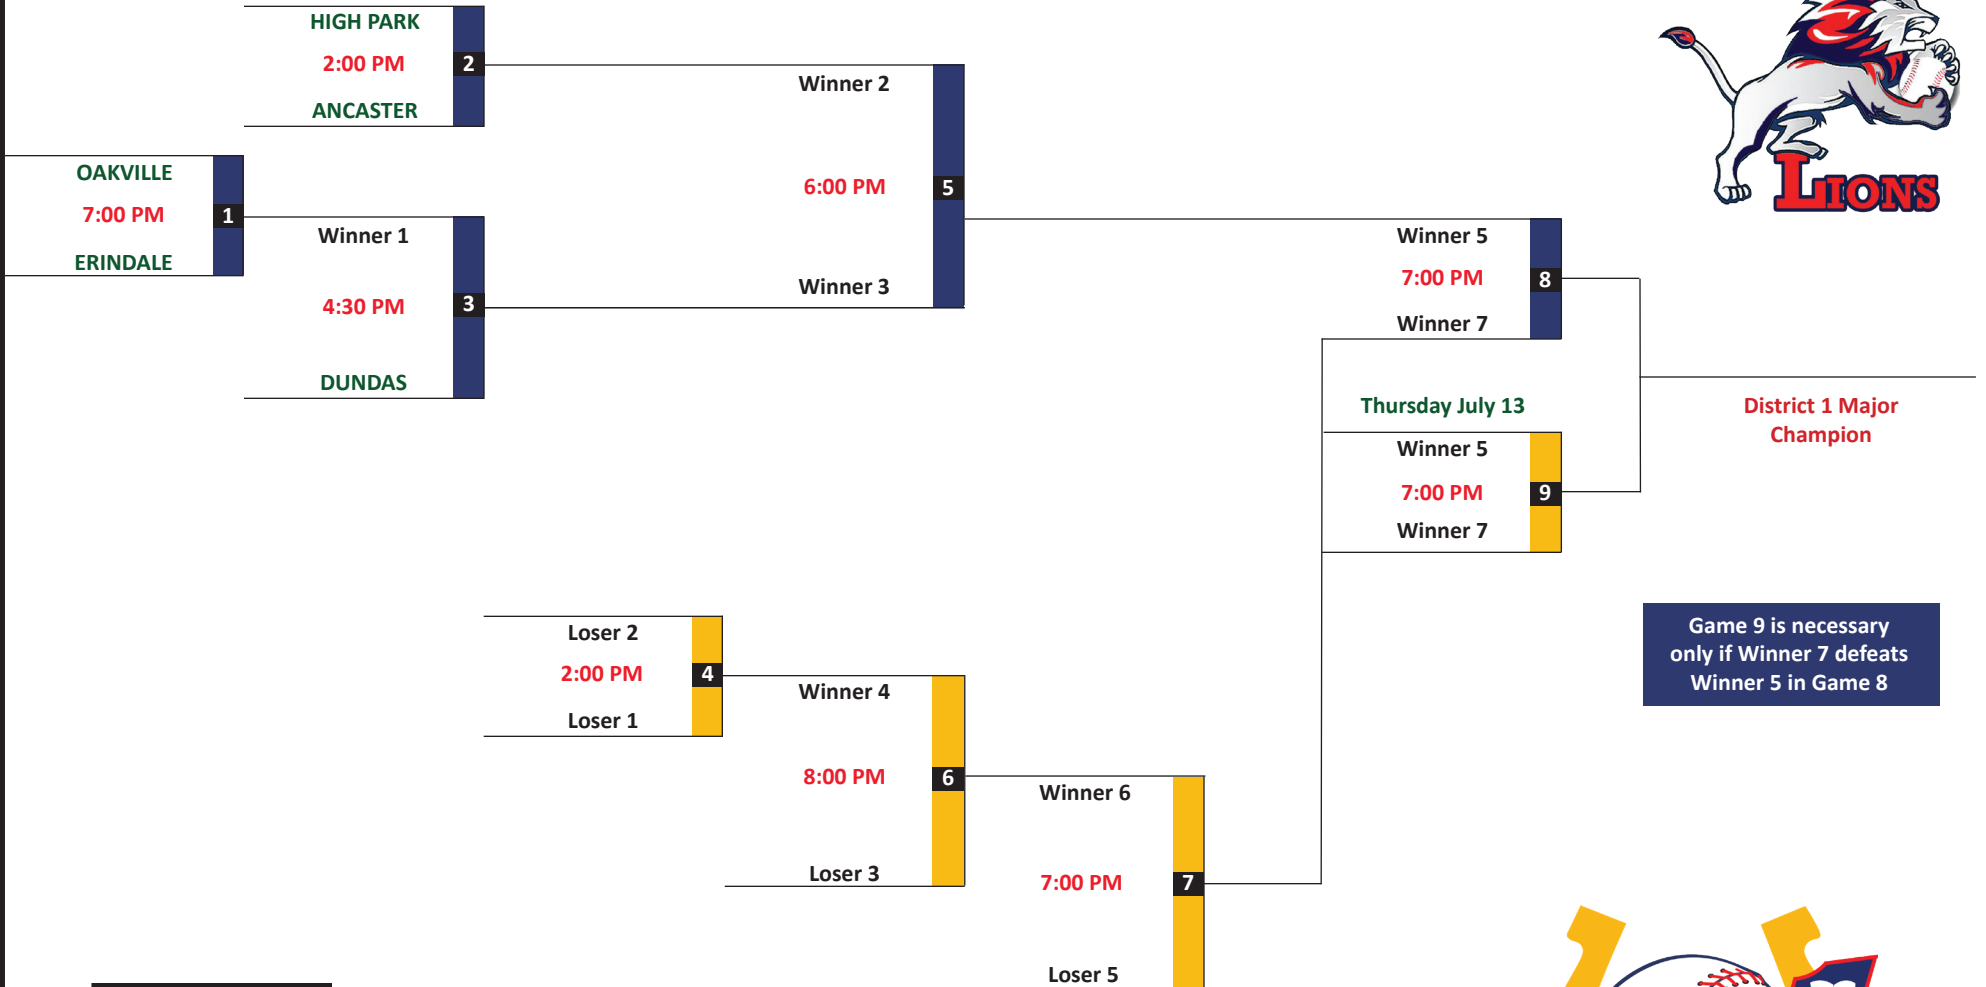 HIGH PARK
2:00 PM
2
ANCASTER
OAKVILLE
7:00 PM
1
ERINDALE
Winner 1
4:30 PM
3
DUNDAS
Winner 2
6:00 PM
5
Winner 3
LIONS
Winner 5
7:00 PM
8
Winner 7
Thursday July 13
Winner 5
7:00 PM
9
Winner 7
District 1 Major
Champion
Game 9 is necessary
only if Winner 7 defeats
Winner 5 in Game 8
Loser 2
2:00 PM
4
Loser 1
Winner 4
8:00 PM
6
Loser 3
Winner 6
7:00 PM
7
Loser 5